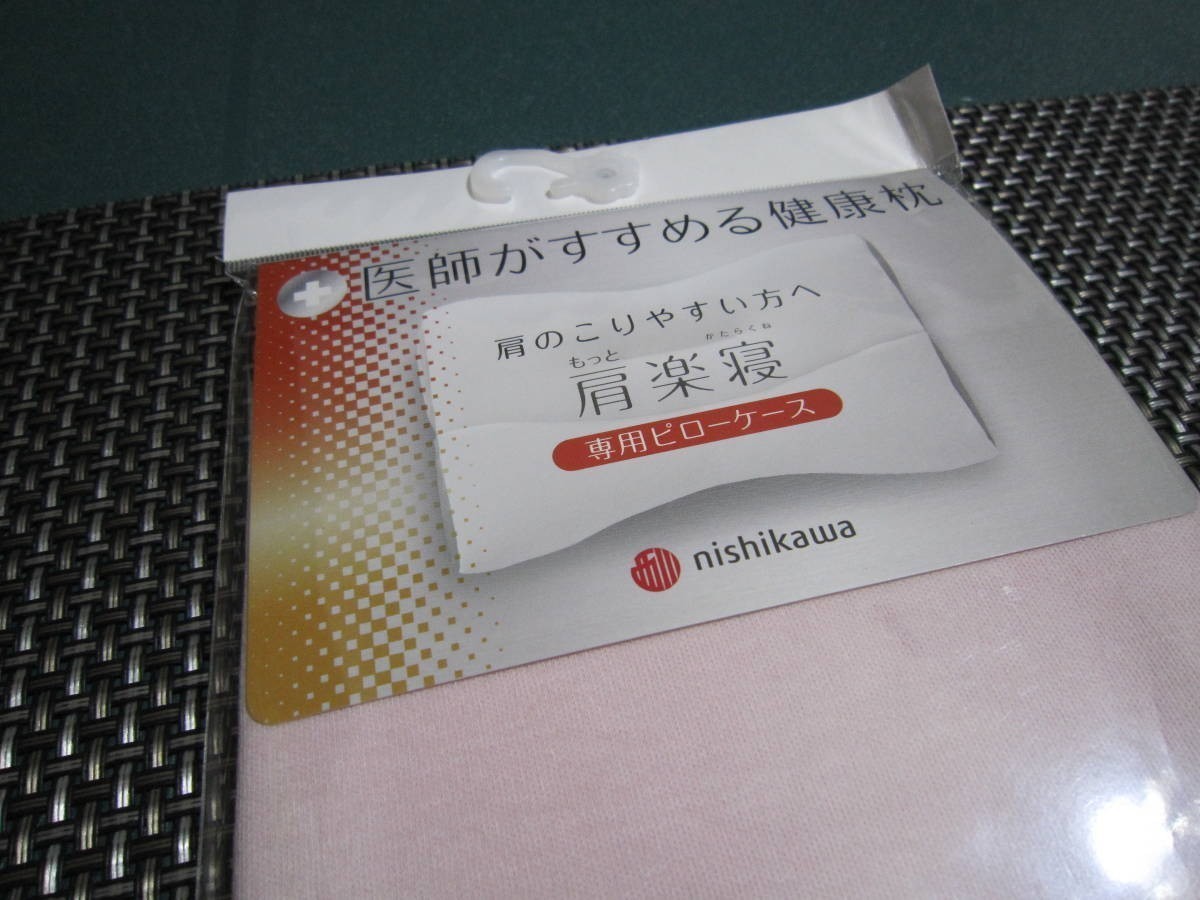 医師がすすめる健康枕
肩のこりやすい方へ
もっと
かたらくね
肩楽寝
専用ピローケース
nishikawa